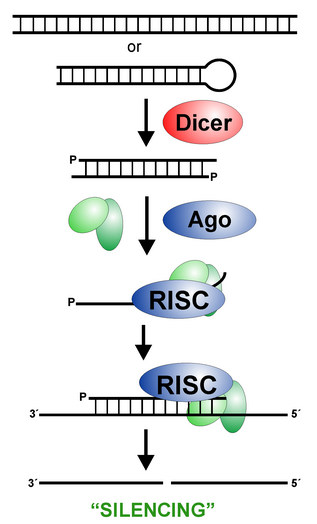 or
Dicer
P
P
Ago
P
RISC
RISC
P
3´ 5´
3´ 5´
“SILENCING”